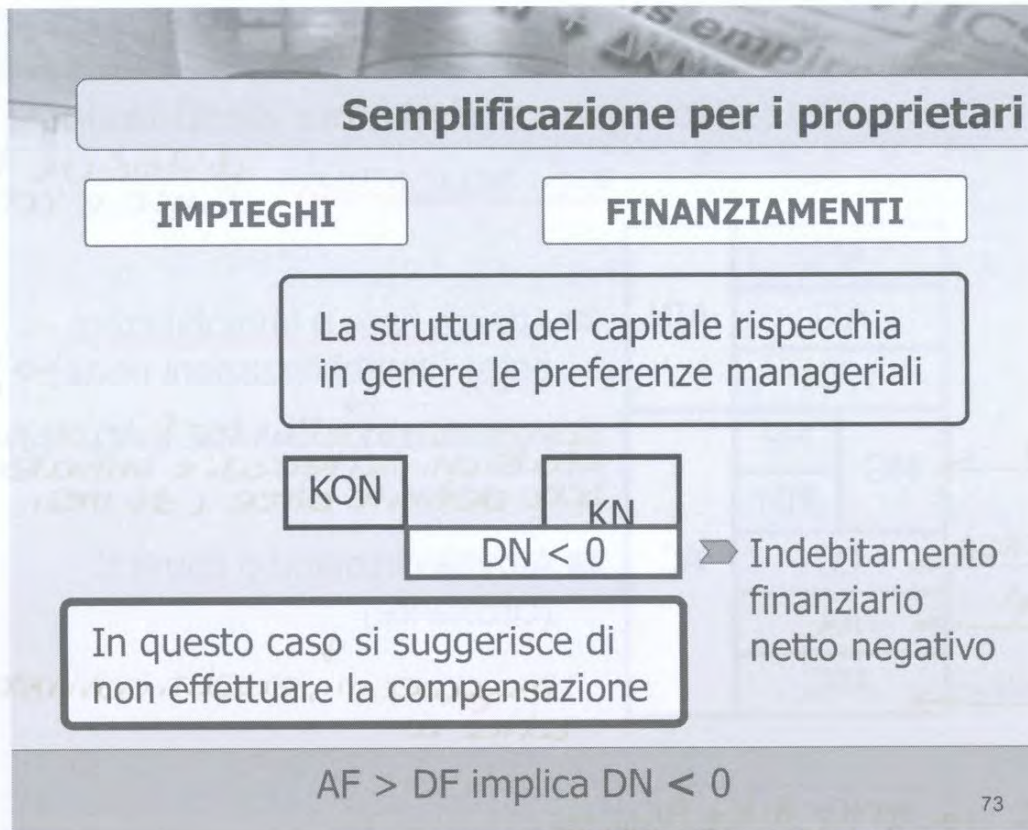 empiric
+ ΔKM
Semplificazione per i proprietari
IMPIEGHI
FINANZIAMENTI
La struttura del capitale rispecchia
in genere le preferenze manageriali
KON
KN
DN < 0
Indebitamento
finanziario
netto negativo
In questo caso si suggerisce di
non effettuare la compensazione
AF > DF implica DN < 0
73